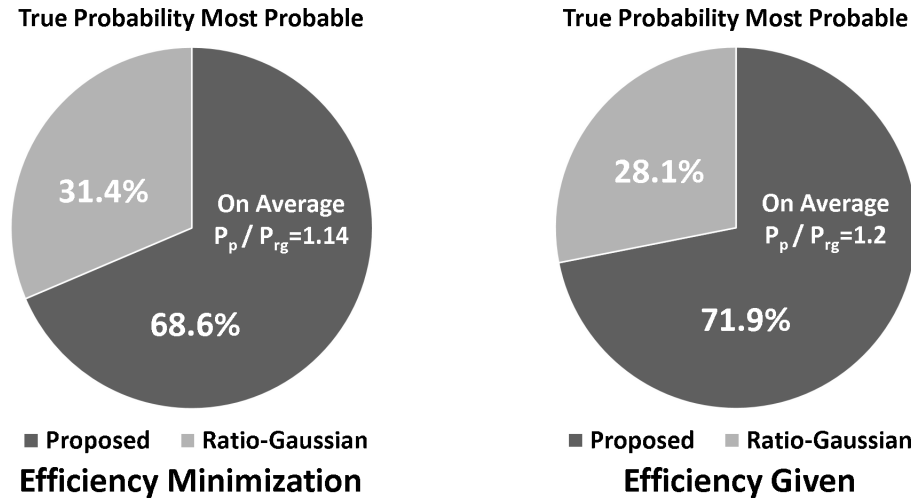 True Probability Most Probable
31.4%
On Average
Pp / Prg=1.14
68.6%
Proposed Ratio-Gaussian
Efficiency Minimization
True Probability Most Probable
28.1%
On Average
Pp / Prg=1.2
71.9%
Proposed Ratio-Gaussian
Efficiency Given